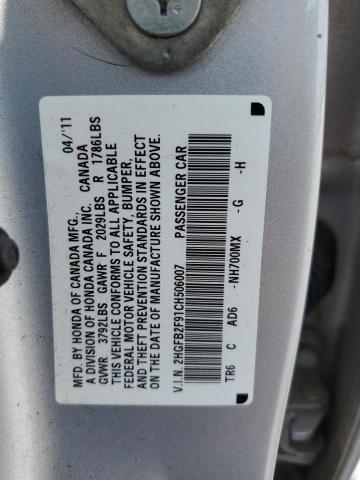 MFD. BY HONDA OF CANADA MFG., 04/'11
A DIVISION OF HONDA CANADA INC. CANADA
GVWR 3792LBS GAWR F 2029LBS R 1786LBS
THIS VEHICLE CONFORMS TO ALL APPLICABLE
FEDERAL MOTOR VEHICLE SAFETY, BUMPER,
AND THEFT PREVENTION STANDARDS IN EFFECT
ON THE DATE OF MANUFACTURE SHOWN ABOVE.
V.I.N. 2HGFB2F91CH506007 PASSENGER CAR
TR6 C AD6 -NH700MX -G -H